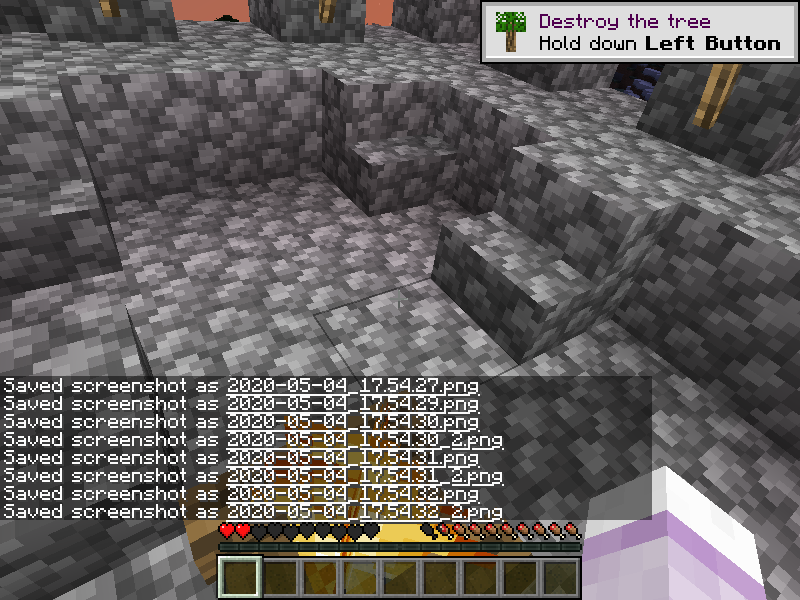 Destroy the tree
Hold down Left Button
Saved screenshot as 2020-05-04_17.54.27.png
Saved screenshot as 2020-05-04_17.54.29.png
Saved screenshot as 2020-05-04_17.54.30.png
Saved screenshot as 2020-05-04_17.54.30_2.png
Saved screenshot as 2020-05-04_17.54.31.png
Saved screenshot as 2020-05-04_17.54.31_2.png
Saved screenshot as 2020-05-04_17.54.32.png
Saved screenshot as 2020-05-04_17.54.32_2.png